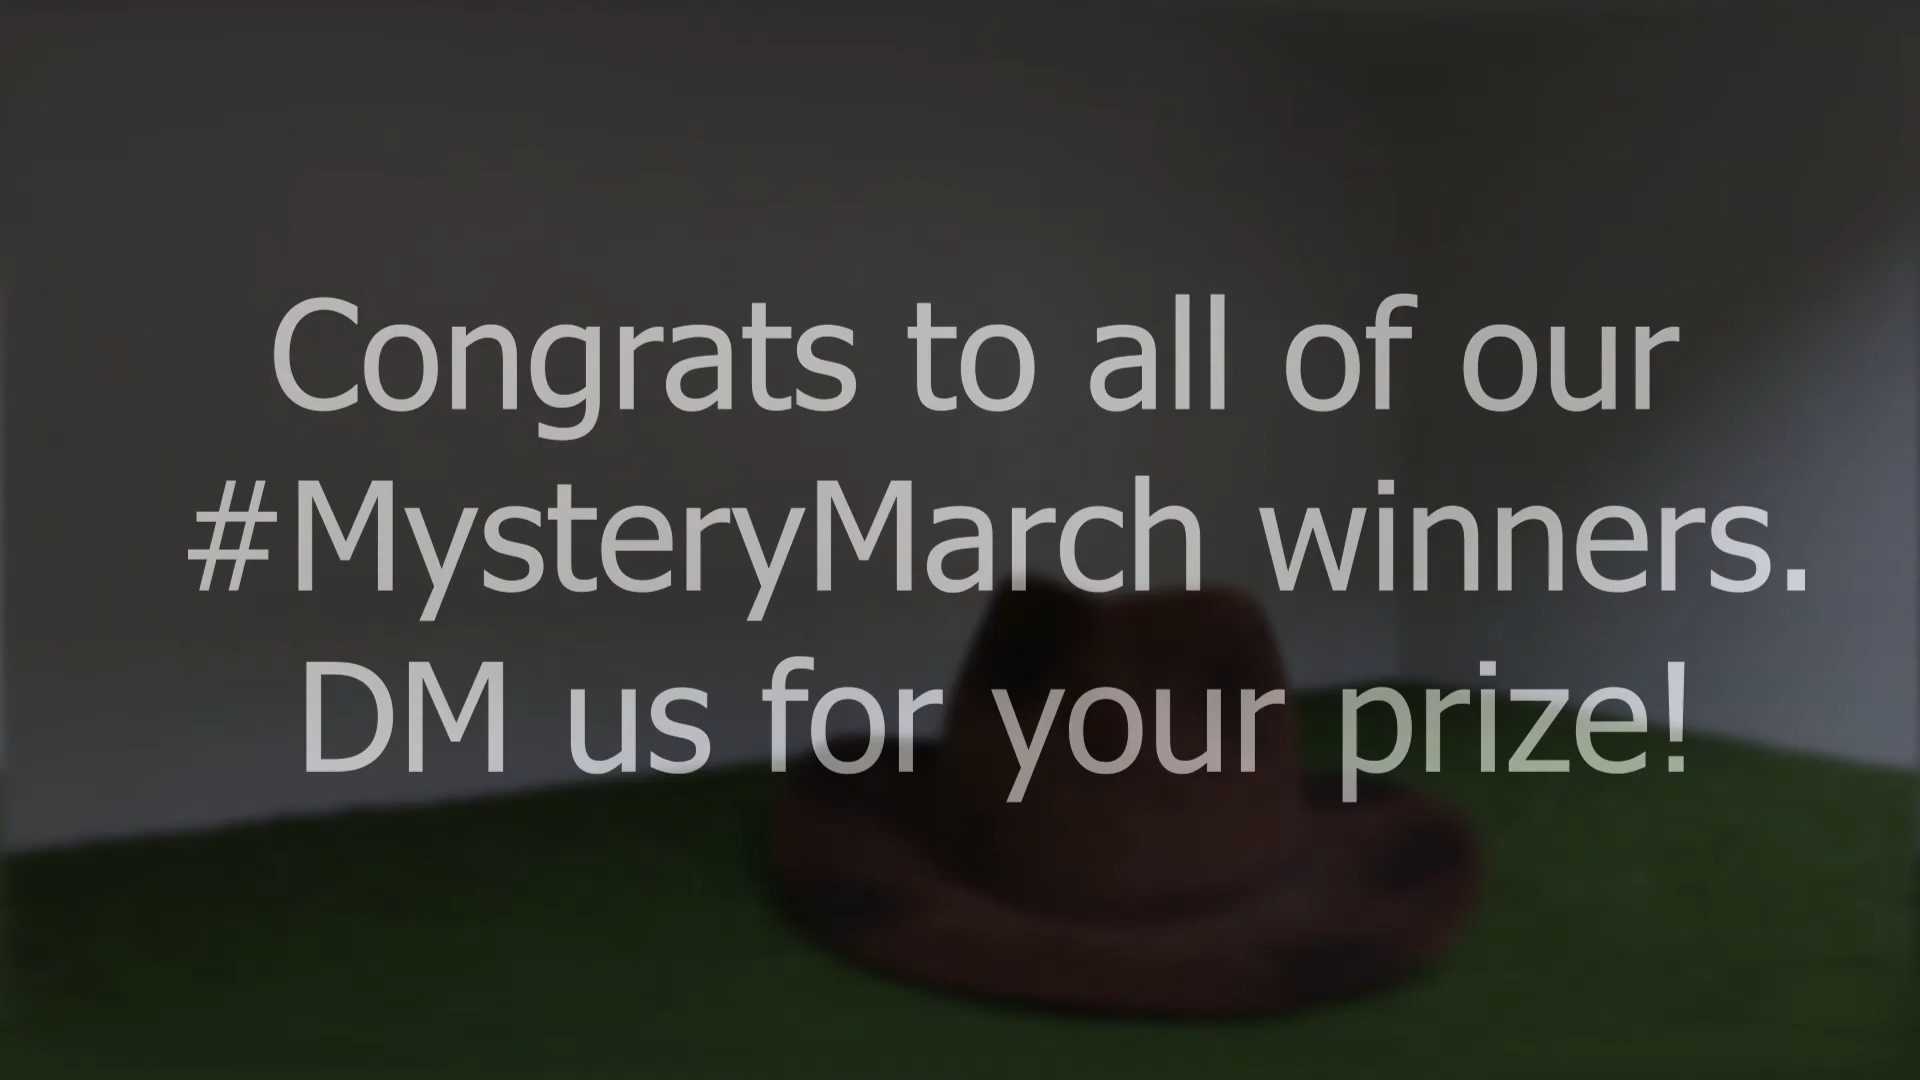 Congrats to all of our
#MysteryMarch winners.
DM us for your prize!